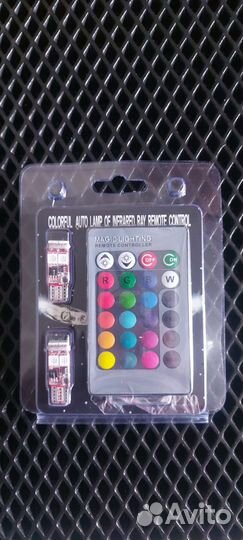 COLORFUL AUTO LAMP OF INFRARED RAY REMOTE CONTROL
MAGIC LIGHTING
REMOTE CONTROLLER
OFF ON
R G B W
Avito